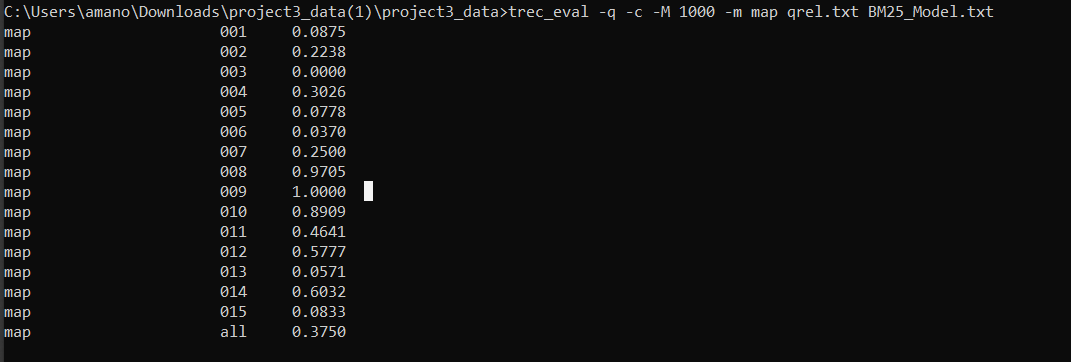 C:\Users\amano\Downloads\project3_data(1)\project3_data>trec_eval -q -c -M 1000 -m map qrel.txt BM25_Model.txt
map 001 0.0875
map 002 0.2238
map 003 0.0000
map 004 0.3026
map 005 0.0778
map 006 0.0370
map 007 0.2500
map 008 0.9705
map 009 1.0000
map 010 0.8909
map 011 0.4641
map 012 0.5777
map 013 0.0571
map 014 0.6032
map 015 0.0833
map all 0.3750